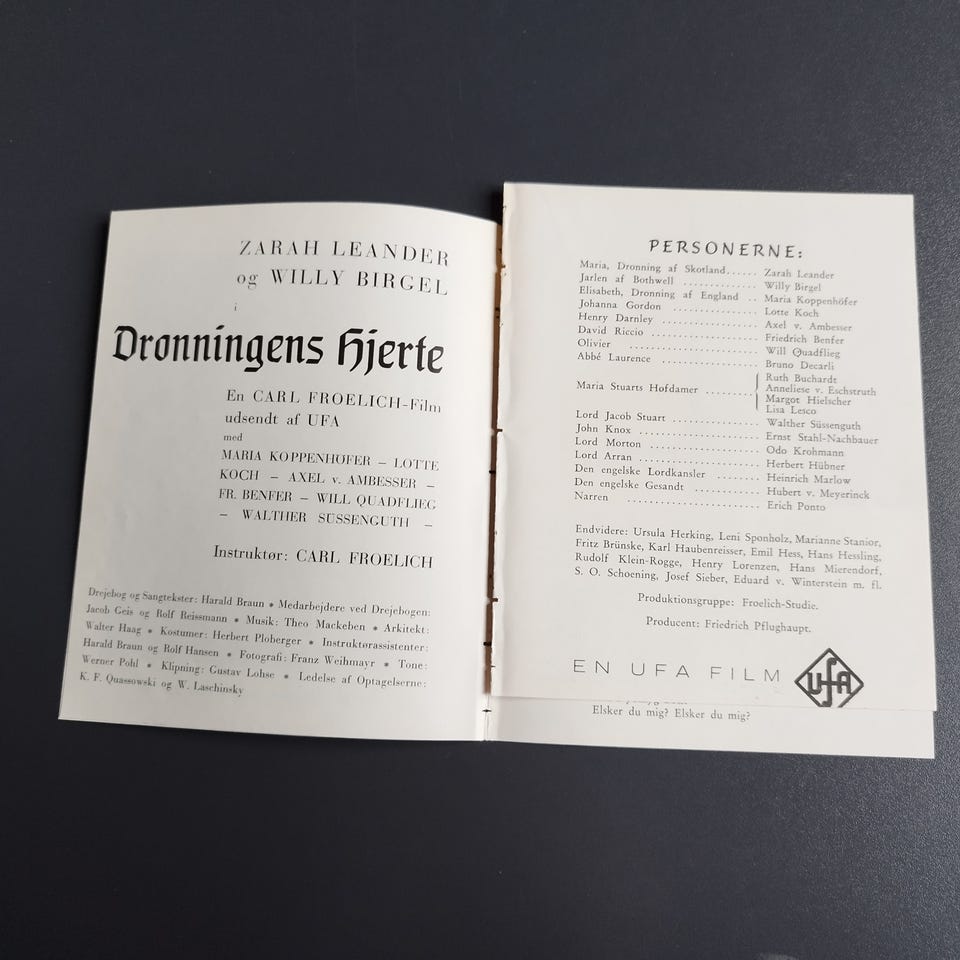 ZARAH LEANDER
og WILLY BIRGEL
i
Dronningens Hjerte
En CARL FROELICH-Film
udsendt af UFA
med
MARIA KOPPENHÖFER – LOTTE
KOCH – AXEL v. AMBESSER –
FR. BENFER – WILL QUADFLIEG
– WALTHER SÜSSENGUTH –
Instruktør: CARL FROELICH
Drejebog og Sangtekster: Harald Braun * Medarbejdere ved Drejebogen:
Jacob Geis og Rolf Reissmann * Musik: Theo Mackeben * Arkitekt:
Walter Haag * Kostumer: Herbert Ploberger * Instruktørassistenter:
Harald Braun og Rolf Hansen * Fotografi: Franz Weihmayr * Tone:
Werner Pohl * Klipning: Gustav Lohse * Ledelse af Optagelserne:
K. F. Quassowski og W. Laschinsky
PERSONERNE:
Maria, Dronning af Skotland...... Zarah Leander
Jarlen af Bothwell .............. Willy Birgel
Elisabeth, Dronning af England .. Maria Koppenhöfer
Johanna Gordon ................ Lotte Koch
Henry Darnley .................. Axel v. Ambesser
David Riccio .................... Friedrich Benfer
Olivier ........................ Will Quadflieg
Abbé Laurence .................. Bruno Decarli
Ruth Buchardt
Maria Stuarts Hofdamer ........ Anneliese v. Eschstruth
Margot Hielscher
Lisa Lesco
Lord Jacob Stuart .............. Walther Süssenguth
John Knox ...................... Ernst Stahl-Nachbauer
Lord Morton .................... Odo Krohmann
Lord Arran ...................... Herbert Hübner
Den engelske Lordkansler ........ Heinrich Marlow
Den engelske Gesandt ............ Hubert v. Meyerinck
Narren ........................ Erich Ponto
Endvidere: Ursula Herking, Leni Sponholz, Marianne Stanior,
Fritz Brünske, Karl Haubenreisser, Emil Hess, Hans Hessling,
Rudolf Klein-Rogge, Henry Lorenzen, Hans Mierendorf,
S. O. Schoening, Josef Sieber, Eduard v. Winterstein m. fl.
Produktionsgruppe: Froelich-Studie.
Producent: Friedrich Pflughaupt.
EN UFA FILM
UFA
Elsker du mig? Elsker du mig?